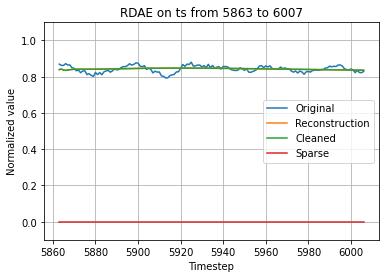 RDAE on ts from 5863 to 6007
Normalized value
1.0
0.8
0.6
0.4
0.2
0.0
Original
Reconstruction
Cleaned
Sparse
5860 5880 5900 5920 5940 5960 5980 6000
Timestep